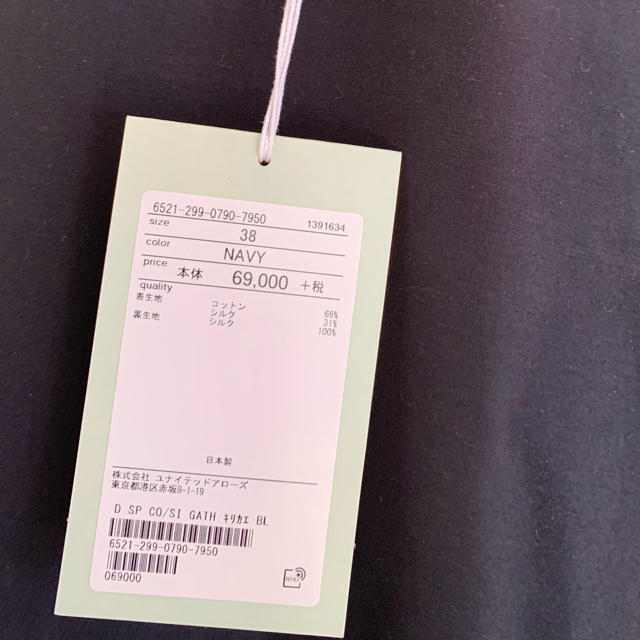 6521-299-0790-7950 1391634
size 38
color NAVY
price 本体 69,000 +税
quality
表生地 コットン 69%
シルク 31%
裏生地 シルク 100%
日本製
株式会社 ユナイテッドアローズ
東京都港区赤坂8-1-19
D SP CO/SI GATH ｷﾘｶｴ BL
6521-299-0790-7950
069000
RFID